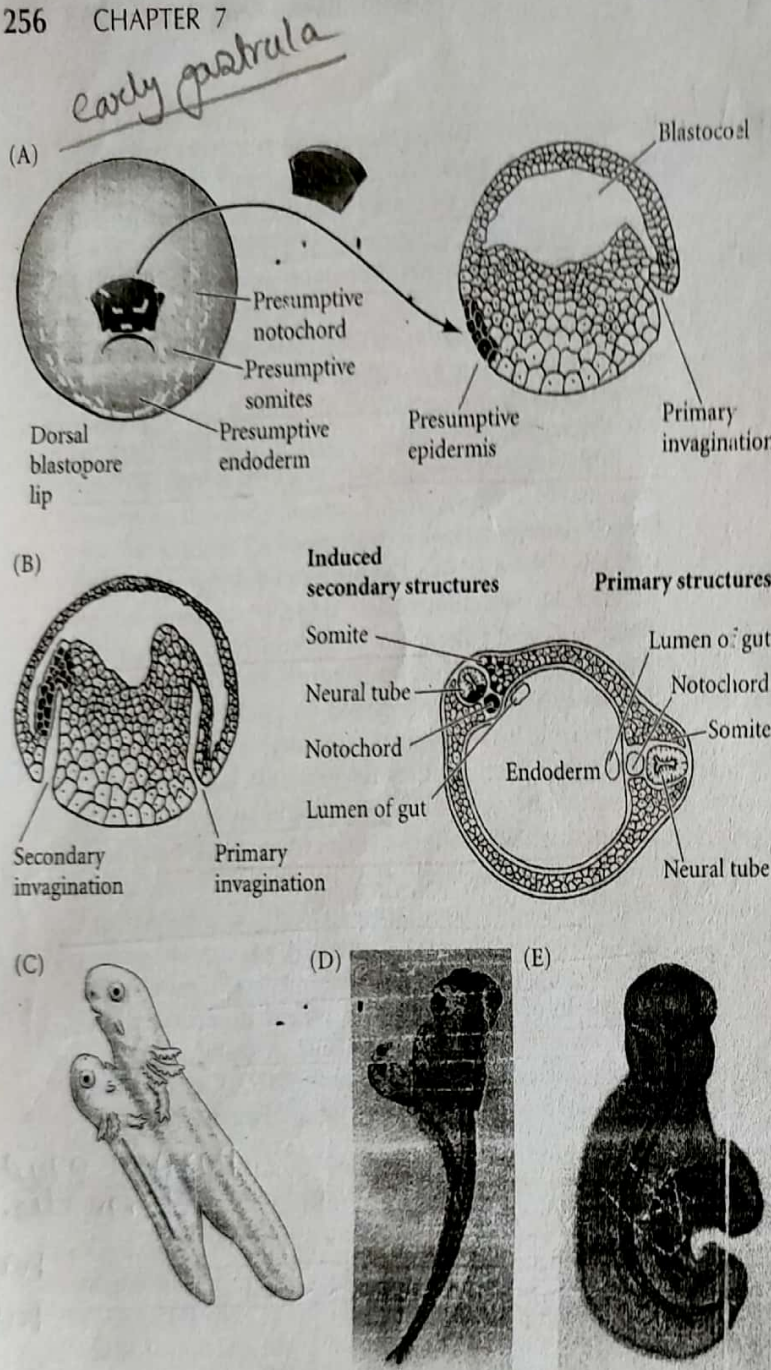 256 CHAPTER 7
early gastrula
(A)
Blastocoel
Presumptive
notochord
Presumptive
somites
Presumptive
endoderm
Dorsal
blastopore
lip
Presumptive
epidermis
Primary
invagination
(B)
Induced
secondary structures
Primary structures
Somite
Neural tube
Notochord
Lumen of gut
Endoderm
Lumen of gut
Notochord
Somite
Neural tube
Secondary
invagination
Primary
invagination
(C)
(D)
(E)